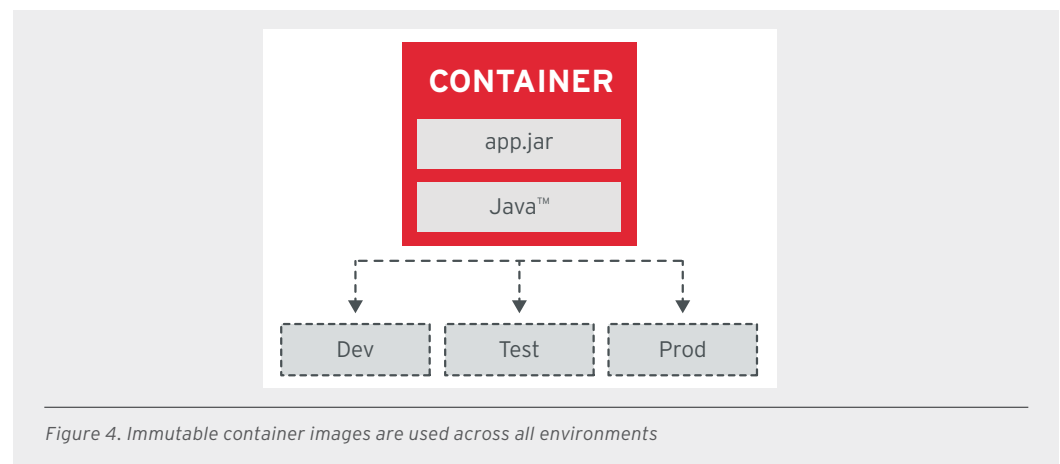 CONTAINER
app.jar
Java™
Dev
Test
Prod
Figure 4. Immutable container images are used across all environments